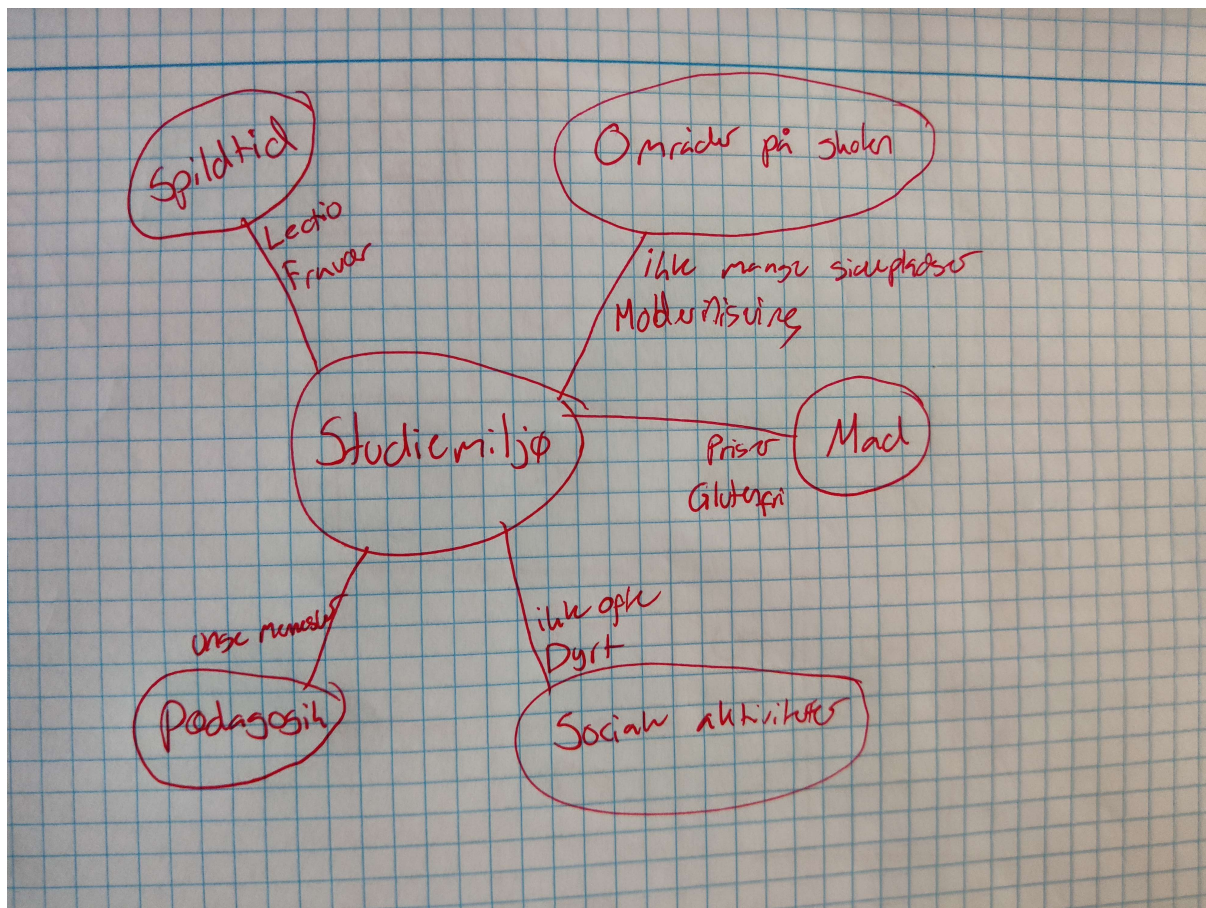 Spildtid
Lectio
Fravær
Områder på skolen
ikke mange siddepladser
Modernisering
Studiemiljø
Mad
Priser
Glutenfri
unge mennesker
Pædagogik
ikke ofte
Dyrt
Sociale aktiviteter